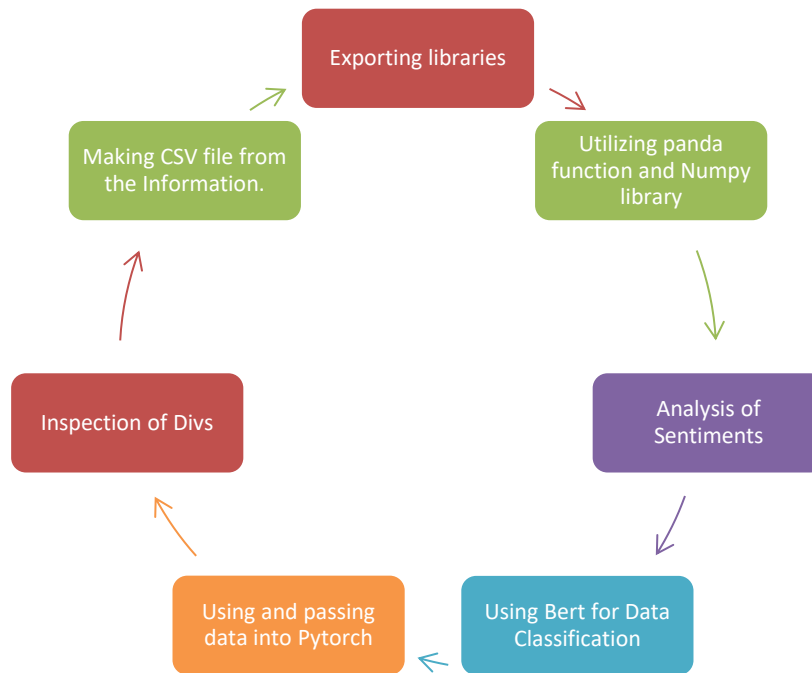 Exporting libraries
Utilizing panda
function and Numpy
library
Analysis of
Sentiments
Using Bert for Data
Classification
Using and passing
data into Pytorch
Inspection of Divs
Making CSV file from
the Information.